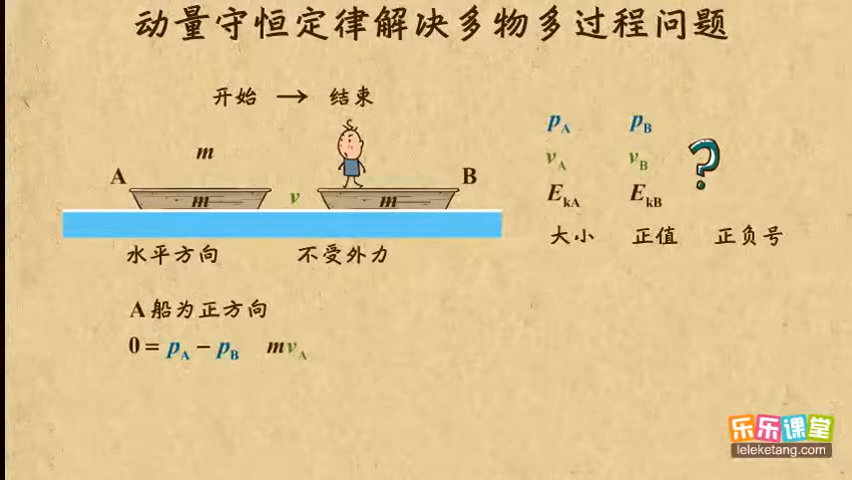 动量守恒定律解决多物多过程问题
开始 → 结束
m
A m v m B
水平方向 不受外力
p_A p_B
v_A v_B ?
E_kA E_kB
大小 正值 正负号
A船为正方向
0 = p_A − p_B mv_A
乐乐课堂
leleketang.com